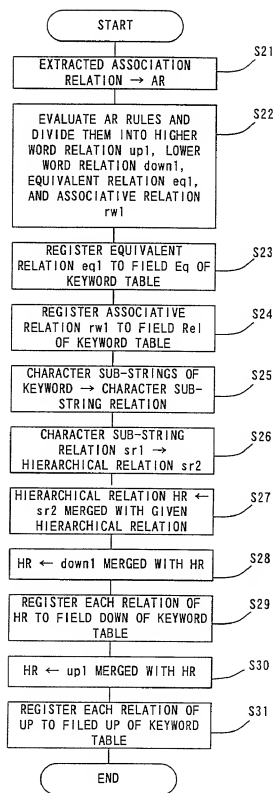 START
S21
EXTRACTED ASSOCIATION
RELATION → AR
S22
EVALUATE AR RULES AND
DIVIDE THEM INTO HIGHER
WORD RELATION up1, LOWER
WORD RELATION down1,
EQUIVALENT RELATION eq1,
AND ASSOCIATIVE RELATION
rw1
S23
REGISTER EQUIVALENT
RELATION eq1 TO FIELD Eq OF
KEYWORD TABLE
S24
REGISTER ASSOCIATIVE
RELATION rw1 TO FIELD Rel
OF KEYWORD TABLE
S25
CHARACTER SUB-STRINGS OF
KEYWORD → CHARACTER SUB-
STRING RELATION
S26
CHARACTER SUB-STRING
RELATION sr1 →
HIERARCHICAL RELATION sr2
S27
HIERARCHICAL RELATION HR ←
sr2 MERGED WITH GIVEN
HIERARCHICAL RELATION
S28
HR ← down1 MERGED WITH HR
S29
REGISTER EACH RELATION OF
HR TO FIELD DOWN OF KEYWORD
TABLE
S30
HR ← up1 MERGED WITH HR
S31
REGISTER EACH RELATION OF
UP TO FILED UP OF KEYWORD
TABLE
END